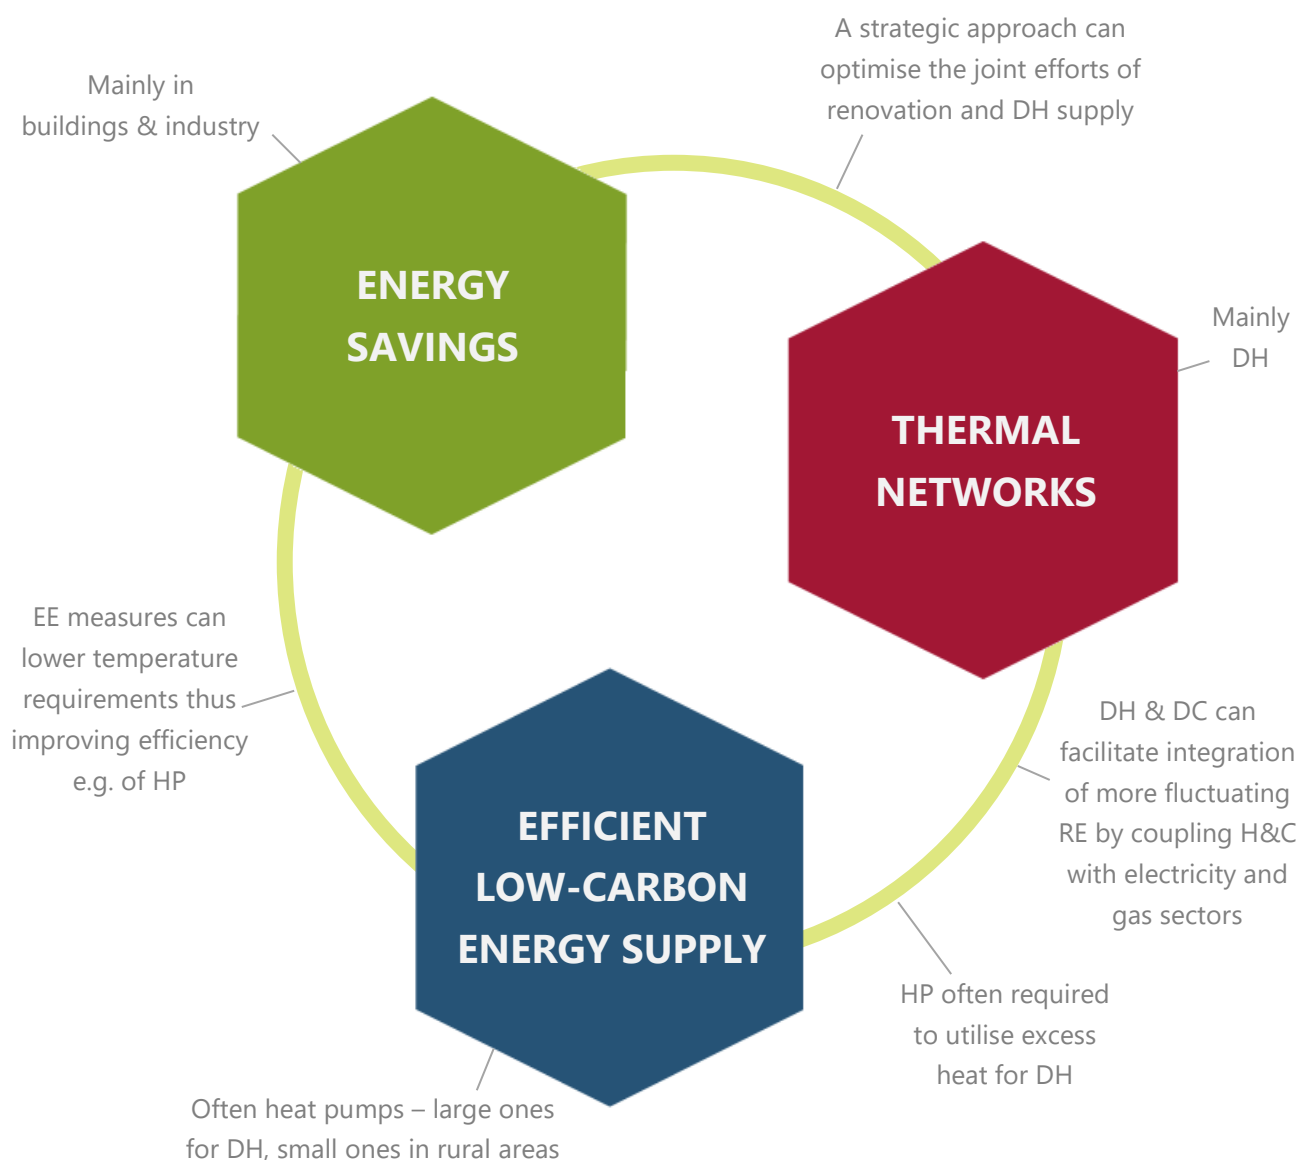 A strategic approach can
optimise the joint efforts of
renovation and DH supply
Mainly in
buildings & industry
ENERGY
SAVINGS
Mainly
DH
THERMAL
NETWORKS
EE measures can
lower temperature
requirements thus
improving efficiency
e.g. of HP
DH & DC can
facilitate integration
of more fluctuating
RE by coupling H&C
with electricity and
gas sectors
EFFICIENT
LOW-CARBON
ENERGY SUPPLY
HP often required
to utilise excess
heat for DH
Often heat pumps – large ones
for DH, small ones in rural areas